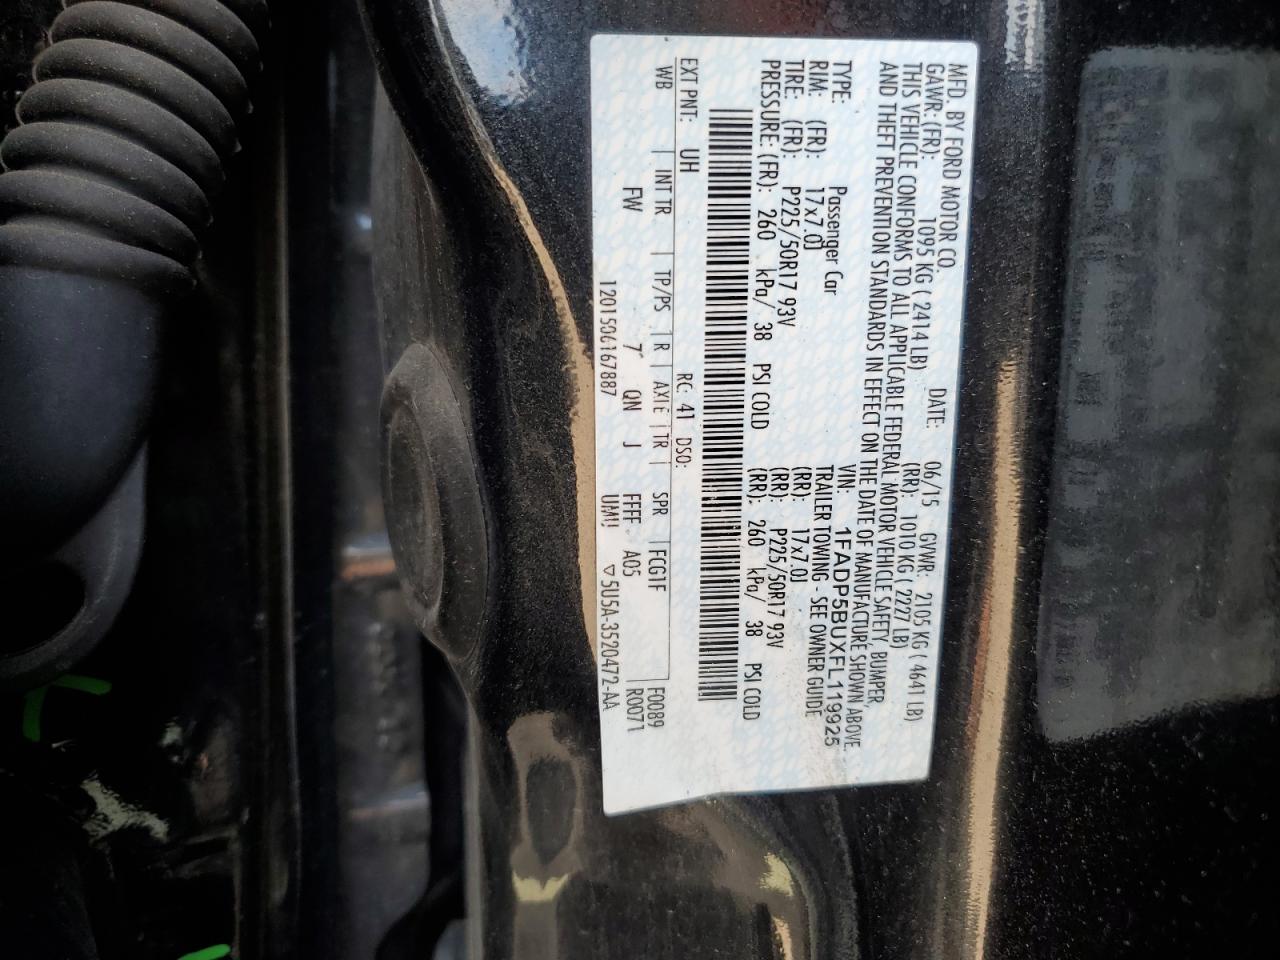 MFD. BY FORD MOTOR CO. DATE: 06/15 GVWR: 2105 KG ( 4641 LB)
GAWR: (FR): 1095 KG ( 2414 LB) (RR): 1010 KG ( 2227 LB)
THIS VEHICLE CONFORMS TO ALL APPLICABLE FEDERAL MOTOR VEHICLE SAFETY, BUMPER,
AND THEFT PREVENTION STANDARDS IN EFFECT ON THE DATE OF MANUFACTURE SHOWN ABOVE.
VIN: 1FADP5BUXFL119925
TYPE: Passenger Car TRAILER TOWING - SEE OWNER GUIDE
RIM: (FR): 17x7.0J (RR): 17x7.0J
TIRE: (FR): P225/50R17 93V (RR): P225/50R17 93V
PRESSURE: (FR): 260 kPa/ 38 PSI COLD (RR): 260 kPa/ 38 PSI COLD
EXT PNT: UH RC: 41 DSO: F0089
WB INT TR TP/PS R AXLE TR SPR FCG1F R0071
FW 7 QN J FFFF A05
1201506167887 UMU ▽5U5A-3520472-AA